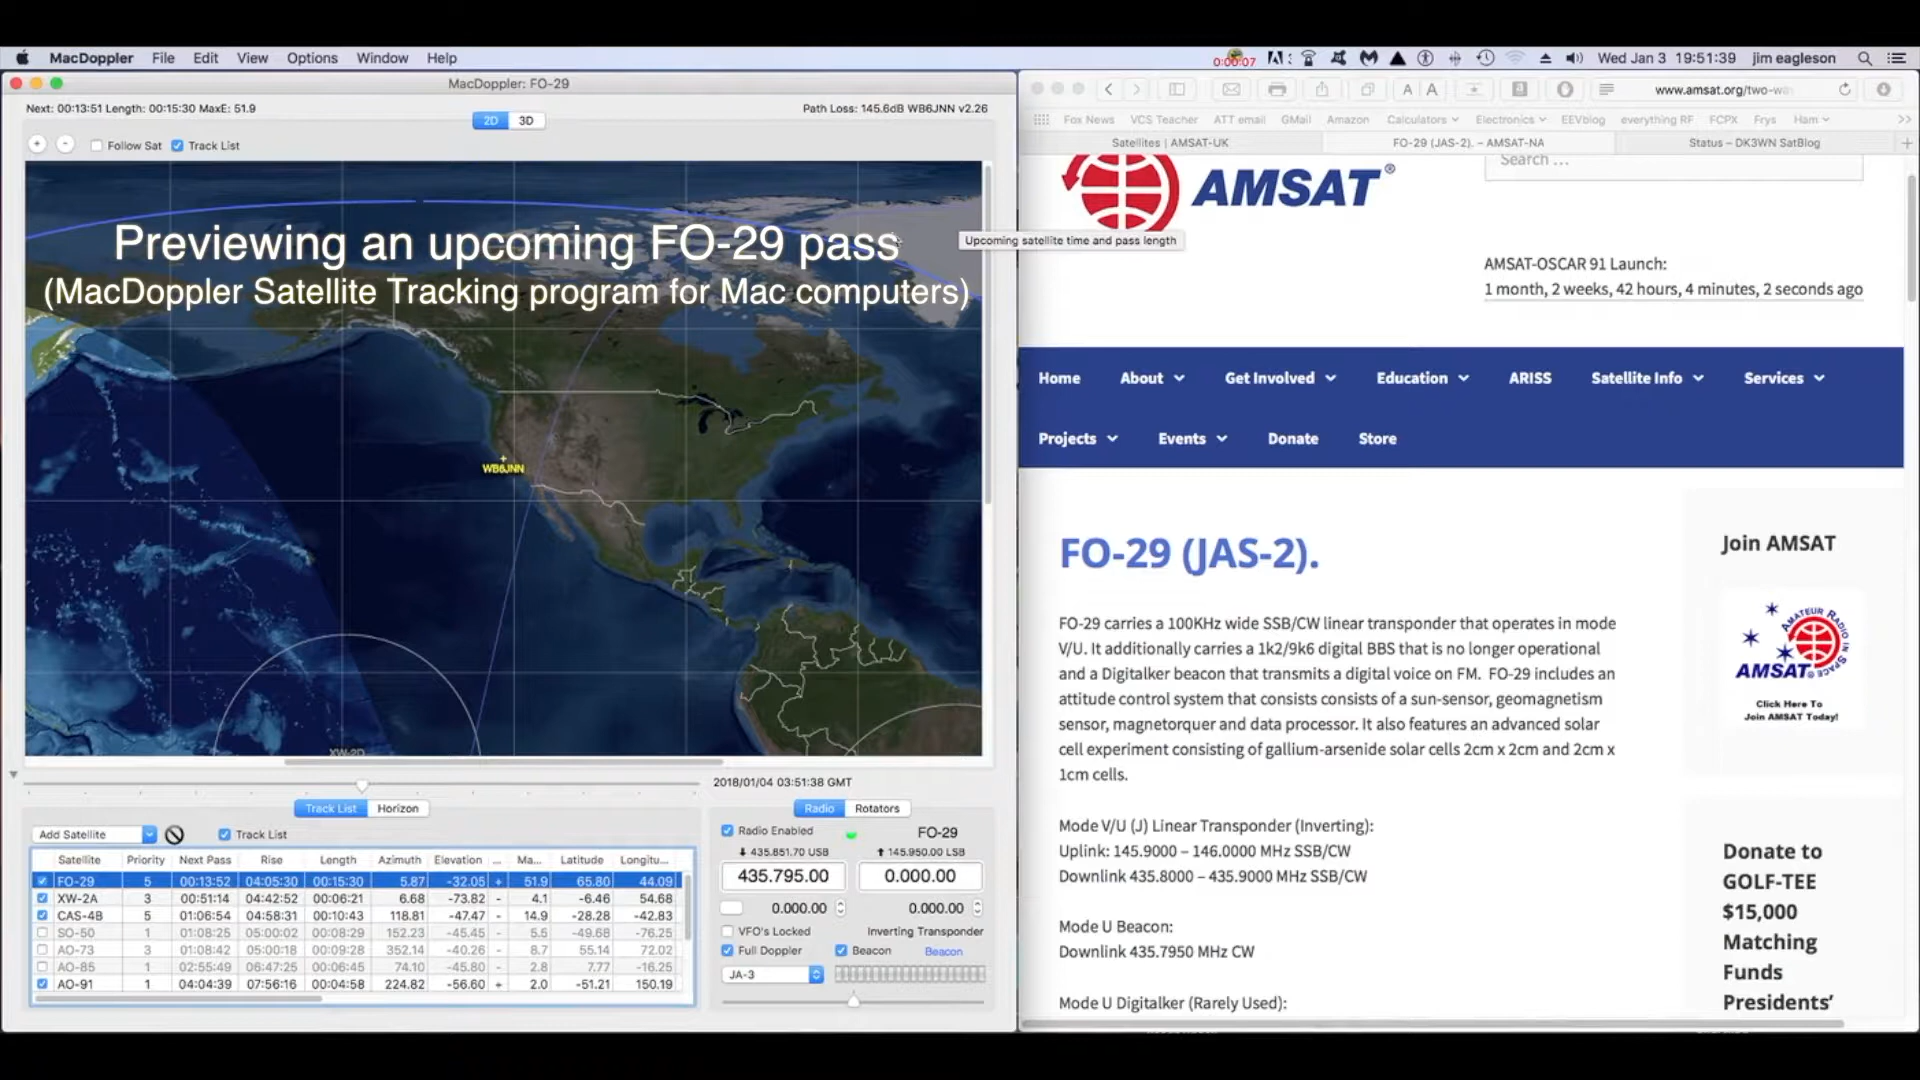 MacDoppler File Edit View Options Window Help
0:00:07 Wed Jan 3 19:51:39 jim eagleson
MacDoppler: FO-29
Next: 00:13:51 Length: 00:15:30 MaxE: 51.9
Path Loss: 145.6dB WB6JNN v2.26
2D 3D
+ - Follow Sat Track List
Previewing an upcoming FO-29 pass
(MacDoppler Satellite Tracking program for Mac computers)
Upcoming satellite time and pass length
WB6JNN
XW-2D
2018/01/04 03:51:38 GMT
Track List Horizon
Add Satellite Track List
Satellite Priority Next Pass Rise Length Azimuth Elevation ... Ma... Latitude Longitu...
FO-29 5 00:13:52 04:05:30 00:15:30 5.87 -32.05 + 51.9 65.80 44.09
XW-2A 3 00:51:14 04:42:52 00:06:21 6.68 -73.82 - 4.1 -6.46 54.68
CAS-4B 5 01:06:54 04:58:31 00:10:43 118.81 -47.47 - 14.9 -28.28 -42.83
SO-50 1 01:08:25 05:00:02 00:08:29 152.23 -45.45 - 5.5 -49.68 -76.25
AO-73 3 01:08:42 05:00:18 00:09:28 352.14 -40.26 - 8.7 55.14 72.02
AO-85 1 02:55:49 06:47:25 00:06:45 74.10 -45.80 - 2.8 7.77 -16.25
AO-91 1 04:04:39 07:56:16 00:04:58 224.82 -56.60 + 2.0 -51.21 150.19
Radio Rotators
Radio Enabled FO-29
435.851.70 USB 145.950.00 LSB
435.795.00 0.000.00
0.000.00 0.000.00
VFO's Locked Inverting Transponder
Full Doppler Beacon Beacon
JA-3
A A www.amsat.org/two-wa
Fox News VCS Teacher ATT email GMail Amazon Calculators Electronics EEVblog everything RF FCPX Frys Ham
Satellites | AMSAT-UK FO-29 (JAS-2). – AMSAT-NA Status – DK3WN SatBlog
AMSAT®
Search ...
AMSAT-OSCAR 91 Launch:
1 month, 2 weeks, 42 hours, 4 minutes, 2 seconds ago
Home About Get Involved Education ARISS Satellite Info Services
Projects Events Donate Store
FO-29 (JAS-2).
FO-29 carries a 100KHz wide SSB/CW linear transponder that operates in mode
V/U. It additionally carries a 1k2/9k6 digital BBS that is no longer operational
and a Digitalker beacon that transmits a digital voice on FM. FO-29 includes an
attitude control system that consists consists of a sun-sensor, geomagnetism
sensor, magnetorquer and data processor. It also features an advanced solar
cell experiment consisting of gallium-arsenide solar cells 2cm x 2cm and 2cm x
1cm cells.
Mode V/U (J) Linear Transponder (Inverting):
Uplink: 145.9000 – 146.0000 MHz SSB/CW
Downlink 435.8000 – 435.9000 MHz SSB/CW
Mode U Beacon:
Downlink 435.7950 MHz CW
Mode U Digitalker (Rarely Used):
Join AMSAT
AMATEUR RADIO IN SPACE
AMSAT®
Click Here To
Join AMSAT Today!
Donate to
GOLF-TEE
$15,000
Matching
Funds
Presidents’